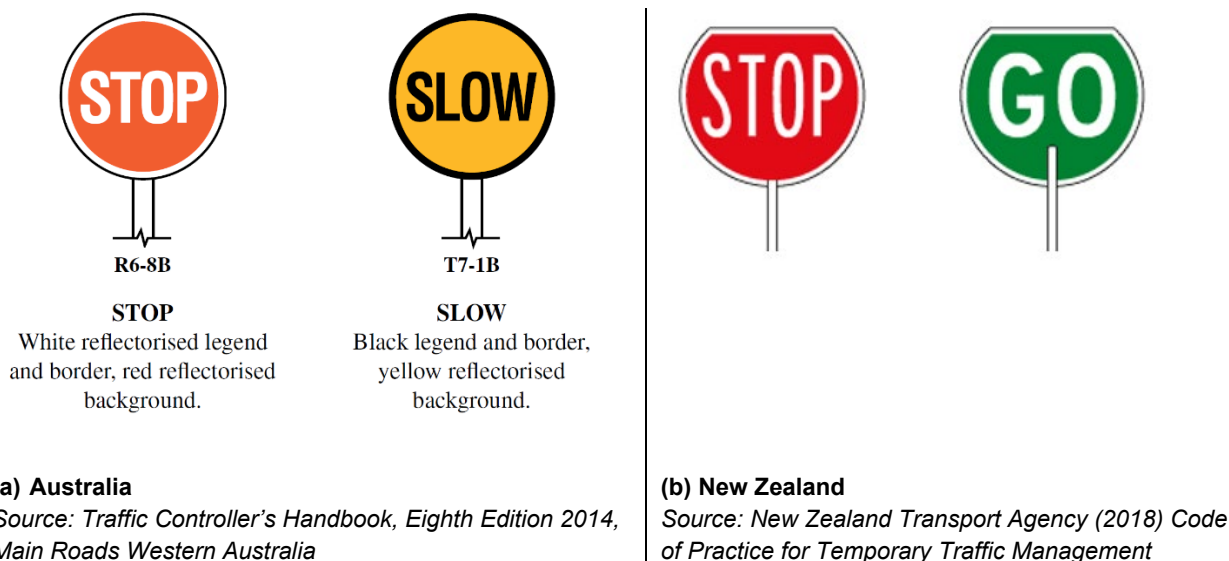 STOP
R6-8B
STOP
White reflectorised legend
and border, red reflectorised
background.
SLOW
T7-1B
SLOW
Black legend and border,
yellow reflectorised
background.
a) Australia
Source: Traffic Controller's Handbook, Eighth Edition 2014,
Main Roads Western Australia
STOP
GO
(b) New Zealand
Source: New Zealand Transport Agency (2018) Code
of Practice for Temporary Traffic Management